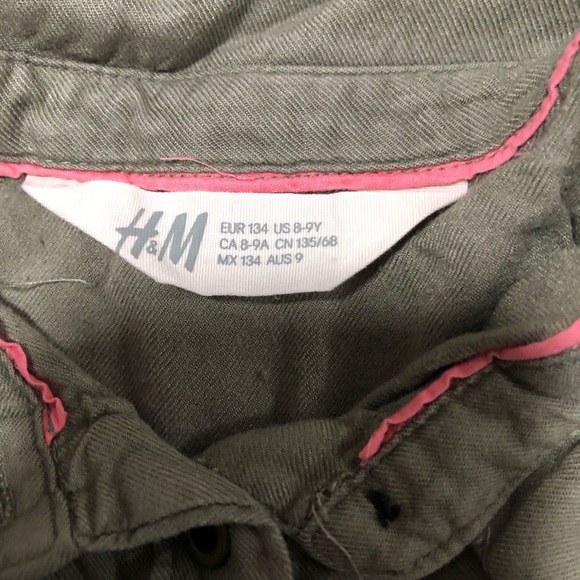 H&M
EUR 134 US 8-9Y
CA 8-9A CN 135/68
MX 134 AUS 9